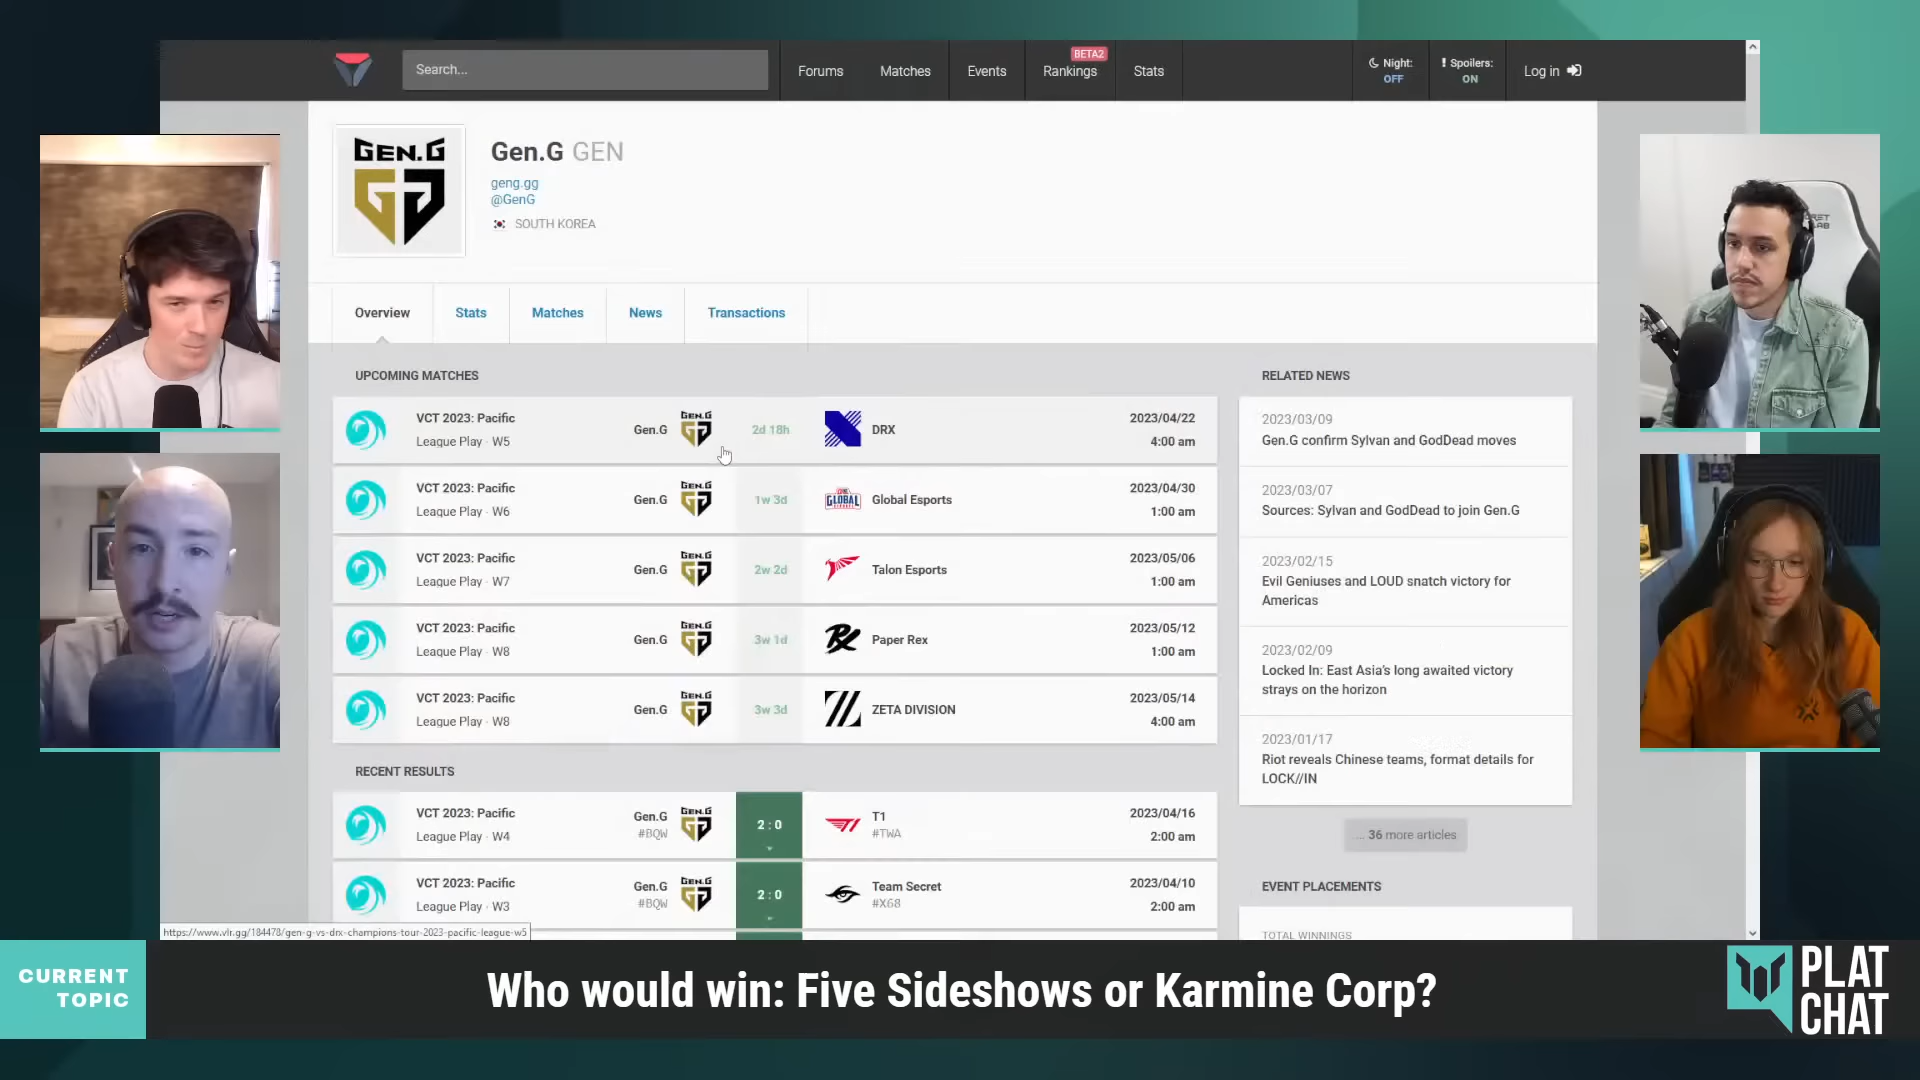 Search...
Forums
Matches
Events
BETA2
Rankings
Stats
Night:
OFF
Spoilers:
ON
Log in
GEN.G
Gen.G GEN
geng.gg
@GenG
SOUTH KOREA
Overview
Stats
Matches
News
Transactions
UPCOMING MATCHES
VCT 2023: Pacific
League Play · W5
Gen.G
GEN.G
2d 18h
DRX
2023/04/22
4:00 am
VCT 2023: Pacific
League Play · W6
Gen.G
GEN.G
1w 3d
GLOBAL
Global Esports
2023/04/30
1:00 am
VCT 2023: Pacific
League Play · W7
Gen.G
GEN.G
2w 2d
Talon Esports
2023/05/06
1:00 am
VCT 2023: Pacific
League Play · W8
Gen.G
GEN.G
3w 1d
Paper Rex
2023/05/12
1:00 am
VCT 2023: Pacific
League Play · W8
Gen.G
GEN.G
3w 3d
ZETA DIVISION
2023/05/14
4:00 am
RECENT RESULTS
VCT 2023: Pacific
League Play · W4
Gen.G
#BQW
GEN.G
2 : 0
T1
#TWA
2023/04/16
2:00 am
VCT 2023: Pacific
League Play · W3
Gen.G
#BQW
GEN.G
2 : 0
Team Secret
#X68
2023/04/10
2:00 am
RELATED NEWS
2023/03/09
Gen.G confirm Sylvan and GodDead moves
2023/03/07
Sources: Sylvan and GodDead to join Gen.G
2023/02/15
Evil Geniuses and LOUD snatch victory for
Americas
2023/02/09
Locked In: East Asia's long awaited victory
strays on the horizon
2023/01/17
Riot reveals Chinese teams, format details for
LOCK//IN
... 36 more articles
EVENT PLACEMENTS
TOTAL WINNINGS
https://www.vlr.gg/184478/gen-g-vs-drx-champions-tour-2023-pacific-league-w5
CURRENT
TOPIC
Who would win: Five Sideshows or Karmine Corp?
PLAT
CHAT